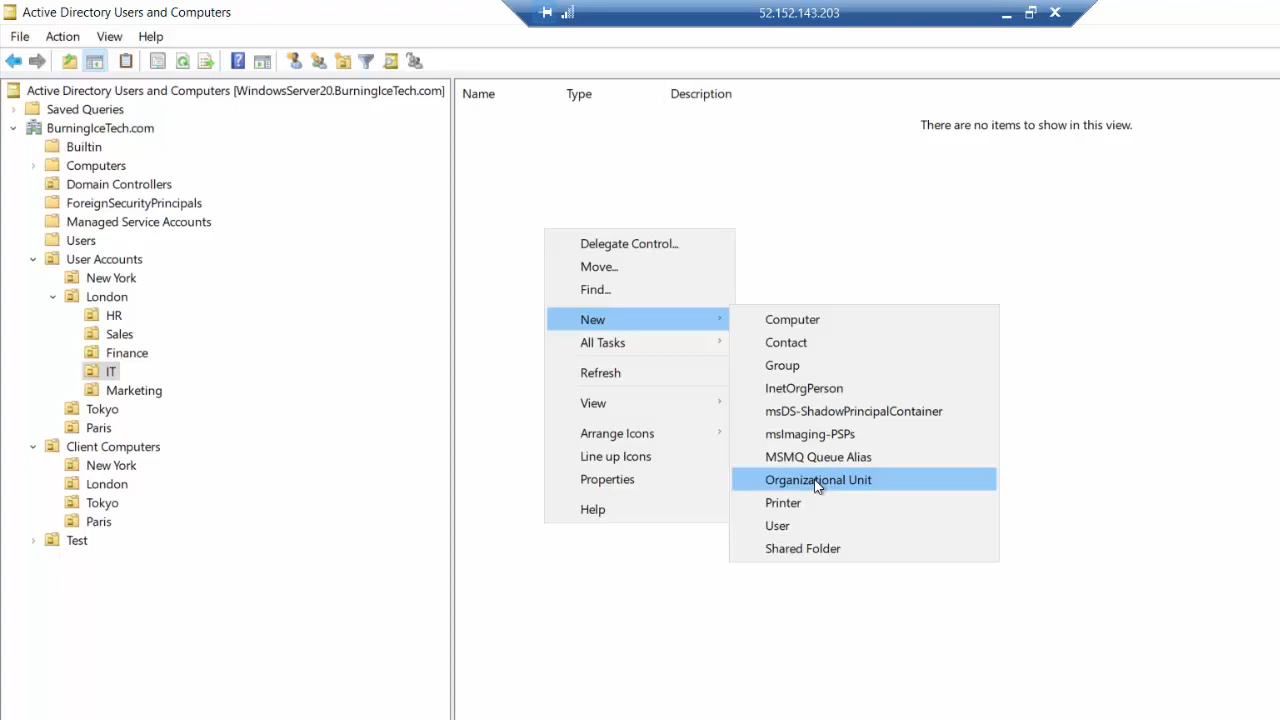 Active Directory Users and Computers
52.152.143.203
File Action View Help
Active Directory Users and Computers [WindowsServer20.BurningIceTech.com]
Saved Queries
BurningIceTech.com
Builtin
Computers
Domain Controllers
ForeignSecurityPrincipals
Managed Service Accounts
Users
User Accounts
New York
London
HR
Sales
Finance
IT
Marketing
Tokyo
Paris
Client Computers
New York
London
Tokyo
Paris
Test
Name Type Description
There are no items to show in this view.
Delegate Control...
Move...
Find...
New
All Tasks
Refresh
View
Arrange Icons
Line up Icons
Properties
Help
Computer
Contact
Group
InetOrgPerson
msDS-ShadowPrincipalContainer
msImaging-PSPs
MSMQ Queue Alias
Organizational Unit
Printer
User
Shared Folder